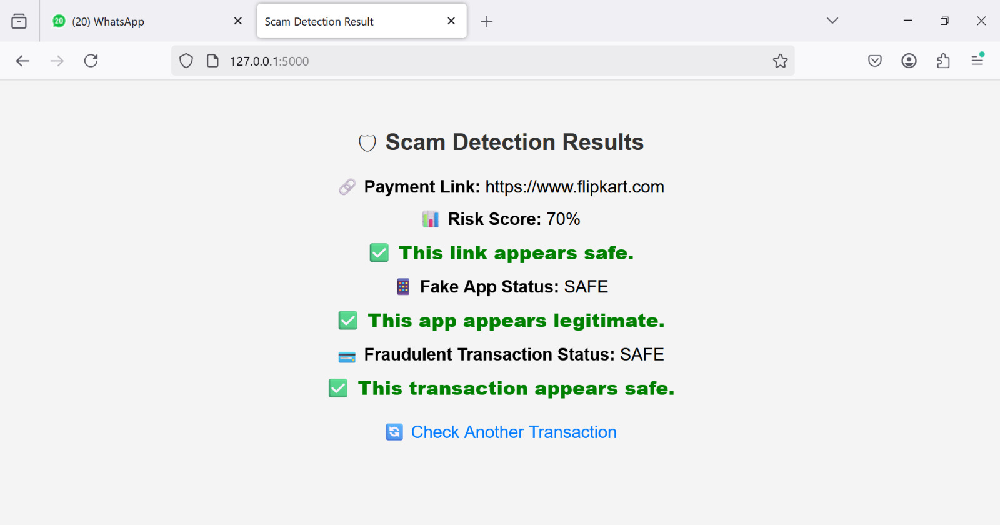 20 (20) WhatsApp
Scam Detection Result
127.0.0.1:5000
Scam Detection Results
Payment Link: https://www.flipkart.com
Risk Score: 70%
This link appears safe.
Fake App Status: SAFE
This app appears legitimate.
Fraudulent Transaction Status: SAFE
This transaction appears safe.
Check Another Transaction